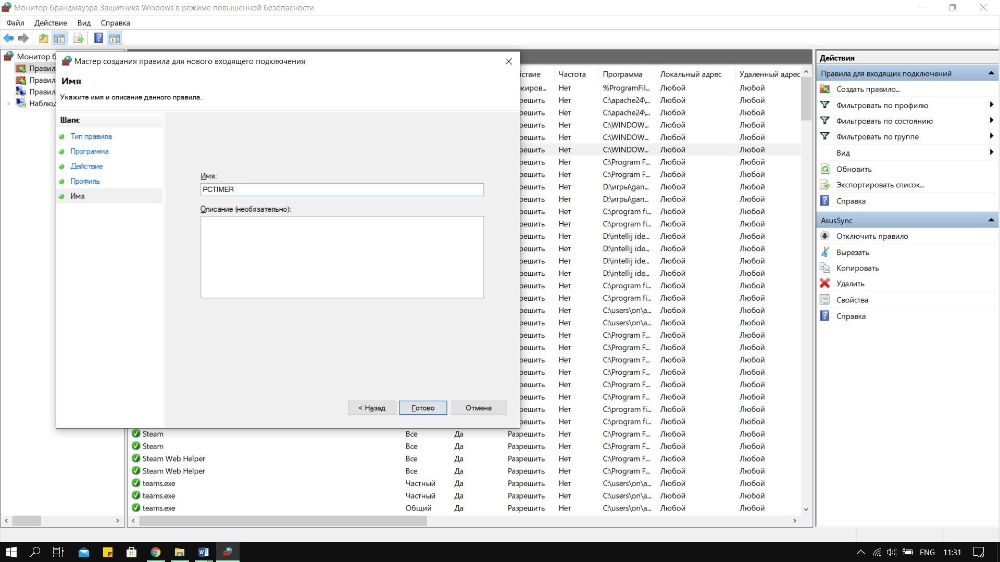 Монитор брандмауэра Защитника Windows в режиме повышенной безопасности
Файл Действие Вид Справка
Монитор б
Правил
Правил
Правил
Наблюд
Мастер создания правила для нового входящего подключения
Имя
Укажите имя и описание данного правила.
Шаги:
Тип правила
Программа
Действие
Профиль
Имя
Имя:
PCTIMER
Описание (необязательно):
< Назад Готово Отмена
йствие Частота Программа Локальный адрес Удаленный адрес
окиров... Нет %ProgramFil... Любой Любой
решить Нет C:\apache24\... Любой Любой
решить Нет C:\apache24\... Любой Любой
решить Нет C:\WINDOW... Любой Любой
решить Нет C:\WINDOW... Любой Любой
решить Нет C:\WINDOW... Любой Любой
решить Нет C:\Program F... Любой Любой
решить Нет C:\Program F... Любой Любой
решить Нет D:\игры\gan... Любой Любой
решить Нет D:\игры\gan... Любой Любой
решить Нет C:\program fi... Любой Любой
решить Нет C:\program fi... Любой Любой
решить Нет D:\intellij ide... Любой Любой
решить Нет D:\intellij ide... Любой Любой
решить Нет D:\intellij ide... Любой Любой
решить Нет D:\intellij ide... Любой Любой
решить Нет C:\program fi... Любой Любой
решить Нет C:\program fi... Любой Любой
решить Нет C:\users\on\a... Любой Любой
решить Нет C:\users\on\a... Любой Любой
решить Нет C:\Program F... Любой Любой
решить Нет C:\Program F... Любой Любой
решить Нет C:\Program F... Любой Любой
решить Нет C:\Program F... Любой Любой
решить Нет C:\Program F... Любой Любой
решить Нет C:\Program F... Любой Любой
решить Нет C:\program fi... Любой Любой
решить Нет C:\program fi... Любой Любой
Steam Все Да Разрешить Нет C:\Program F... Любой Любой
Steam Все Да Разрешить Нет C:\Program F... Любой Любой
Steam Web Helper Все Да Разрешить Нет C:\Program F... Любой Любой
Steam Web Helper Все Да Разрешить Нет C:\Program F... Любой Любой
teams.exe Частный Да Разрешить Нет C:\users\on\a... Любой Любой
teams.exe Частный Да Разрешить Нет C:\users\on\a... Любой Любой
teams.exe Общий Да Разрешить Нет C:\users\on\a... Любой Любой
Действия
Правила для входящих подключений
Создать правило...
Фильтровать по профилю
Фильтровать по состоянию
Фильтровать по группе
Вид
Обновить
Экспортировать список...
Справка
AsusSync
Отключить правило
Вырезать
Копировать
Удалить
Свойства
Справка
ENG 11:31